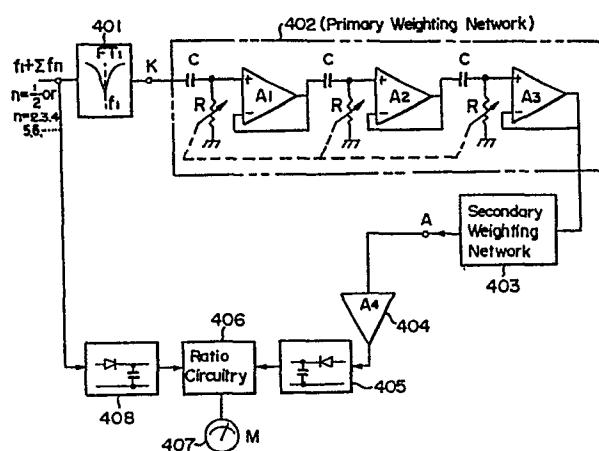 401
402 (Primary Weighting Network)
FT1
f1+Σfn
K
f1
n=1/2 or
n=2.3.4
5.6.......
C
C
C
R
R
R
+
A1
-
+
A2
-
+
A3
-
A
Secondary
Weighting
Network
403
A4
404
406
Ratio
Circuitry
405
408
407
M